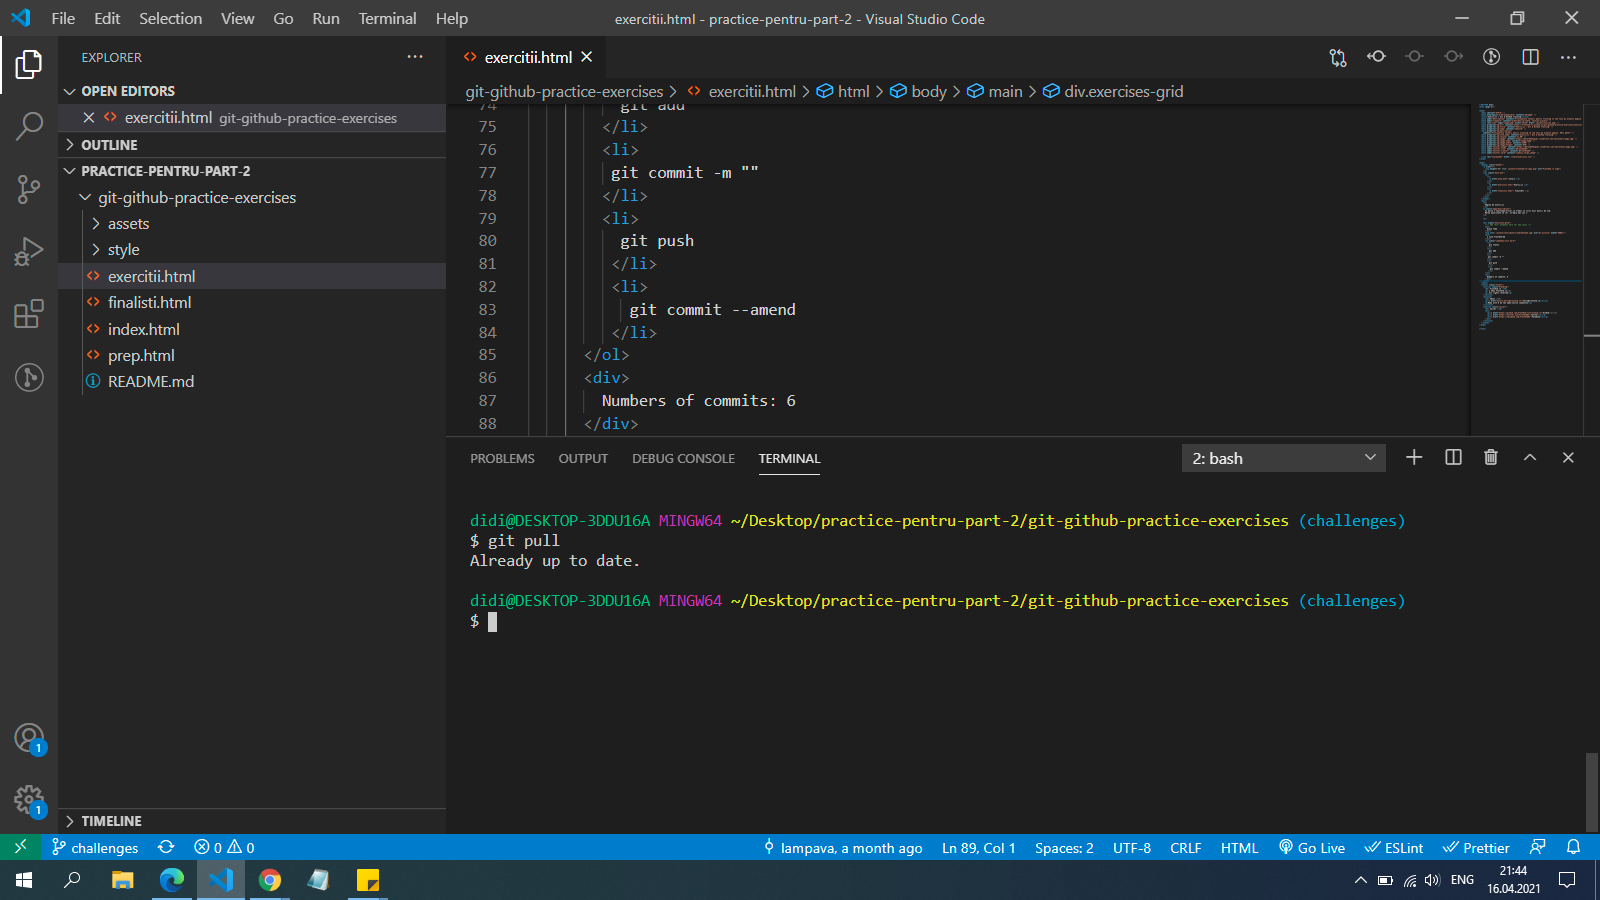 File Edit Selection View Go Run Terminal Help
exercitii.html - practice-pentru-part-2 - Visual Studio Code
EXPLORER
OPEN EDITORS
exercitii.html git-github-practice-exercises
OUTLINE
PRACTICE-PENTRU-PART-2
git-github-practice-exercises
assets
style
exercitii.html
finalisti.html
index.html
prep.html
README.md
TIMELINE
1
1
exercitii.html
git-github-practice-exercises > exercitii.html > html > body > main > div.exercises-grid
74 git add
75 </li>
76 <li>
77 git commit -m ""
78 </li>
79 <li>
80 git push
81 </li>
82 <li>
83 git commit --amend
84 </li>
85 </ol>
86 <div>
87 Numbers of commits: 6
88 </div>
PROBLEMS OUTPUT DEBUG CONSOLE TERMINAL
2: bash
didi@DESKTOP-3DDU16A MINGW64 ~/Desktop/practice-pentru-part-2/git-github-practice-exercises (challenges)
$ git pull
Already up to date.
didi@DESKTOP-3DDU16A MINGW64 ~/Desktop/practice-pentru-part-2/git-github-practice-exercises (challenges)
$
challenges 0 0 lampava, a month ago Ln 89, Col 1 Spaces: 2 UTF-8 CRLF HTML Go Live ESLint Prettier
ENG
21:44
16.04.2021